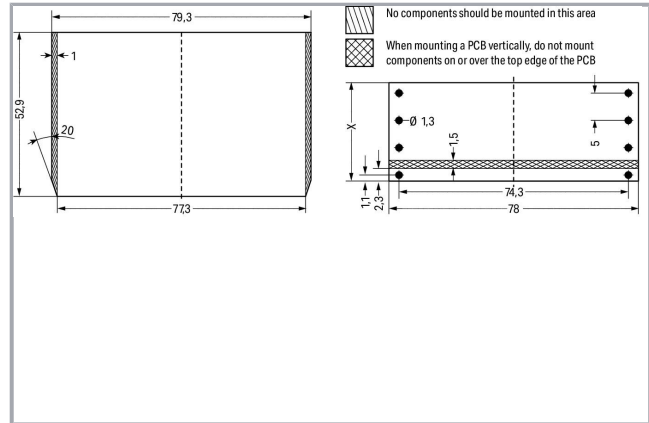 79,3
1
52,9
20
77,3
No components should be mounted in this area
When mounting a PCB vertically, do not mount
components on or over the top edge of the PCB
X
Ø 1,3
1,5
5
1,1
2,3
74,3
78